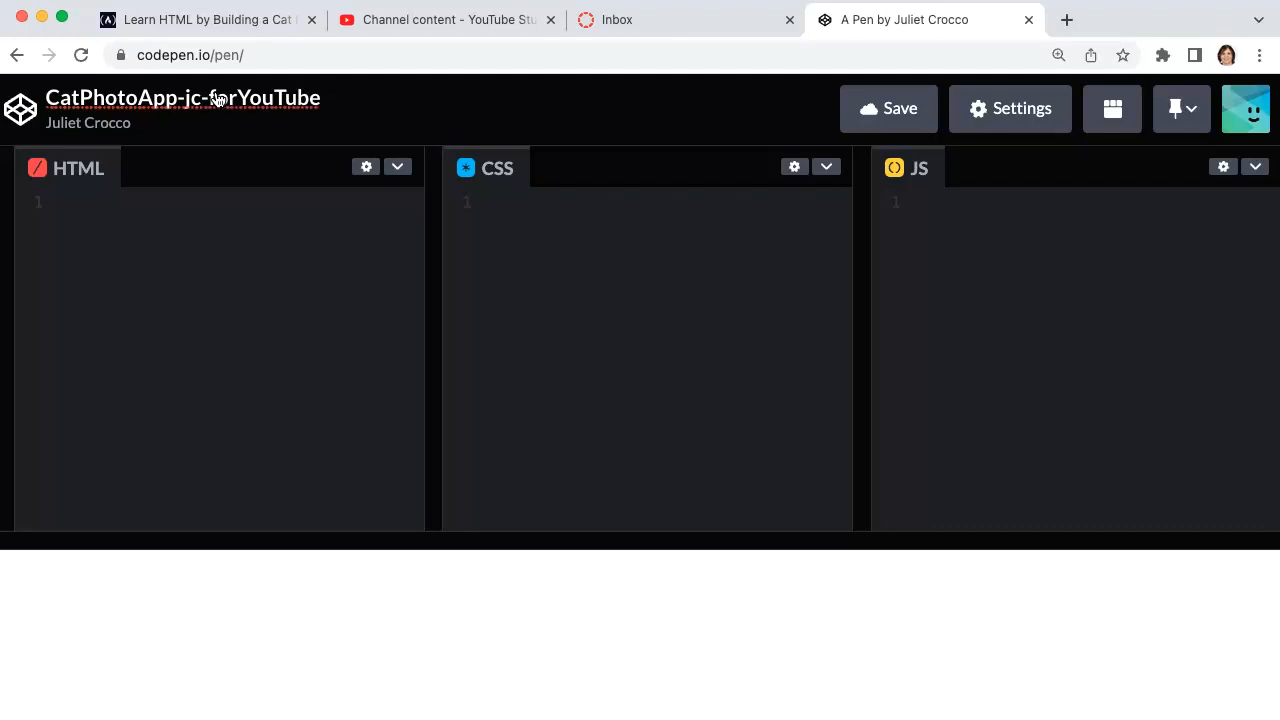 Learn HTML by Building a Cat
Channel content - YouTube Stu
Inbox
A Pen by Juliet Crocco
codepen.io/pen/
CatPhotoApp-jc-forYouTube
Juliet Crocco
Save
Settings
HTML
CSS
JS
1
1
1